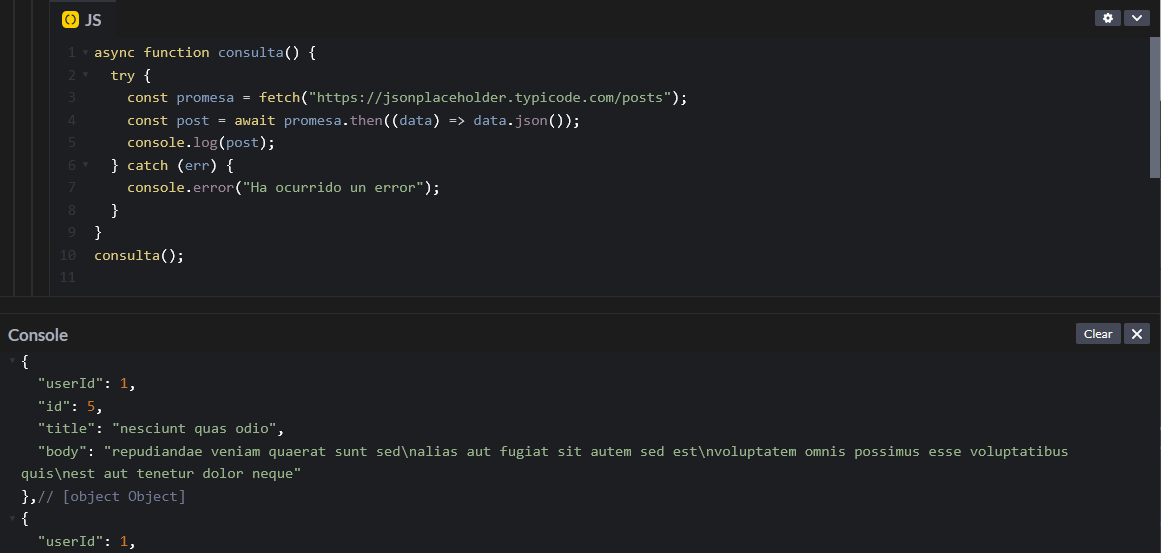 JS
1 async function consulta() {
2 try {
3 const promesa = fetch("https://jsonplaceholder.typicode.com/posts");
4 const post = await promesa.then((data) => data.json());
5 console.log(post);
6 } catch (err) {
7 console.error("Ha ocurrido un error");
8 }
9 }
10 consulta();
11
Console
Clear
{
"userId": 1,
"id": 5,
"title": "nesciunt quas odio",
"body": "repudiandae veniam quaerat sunt sed\nalias aut fugiat sit autem sed est\nvoluptatem omnis possimus esse voluptatibus
quis\nest aut tenetur dolor neque"
},// [object Object]
{
"userId": 1,